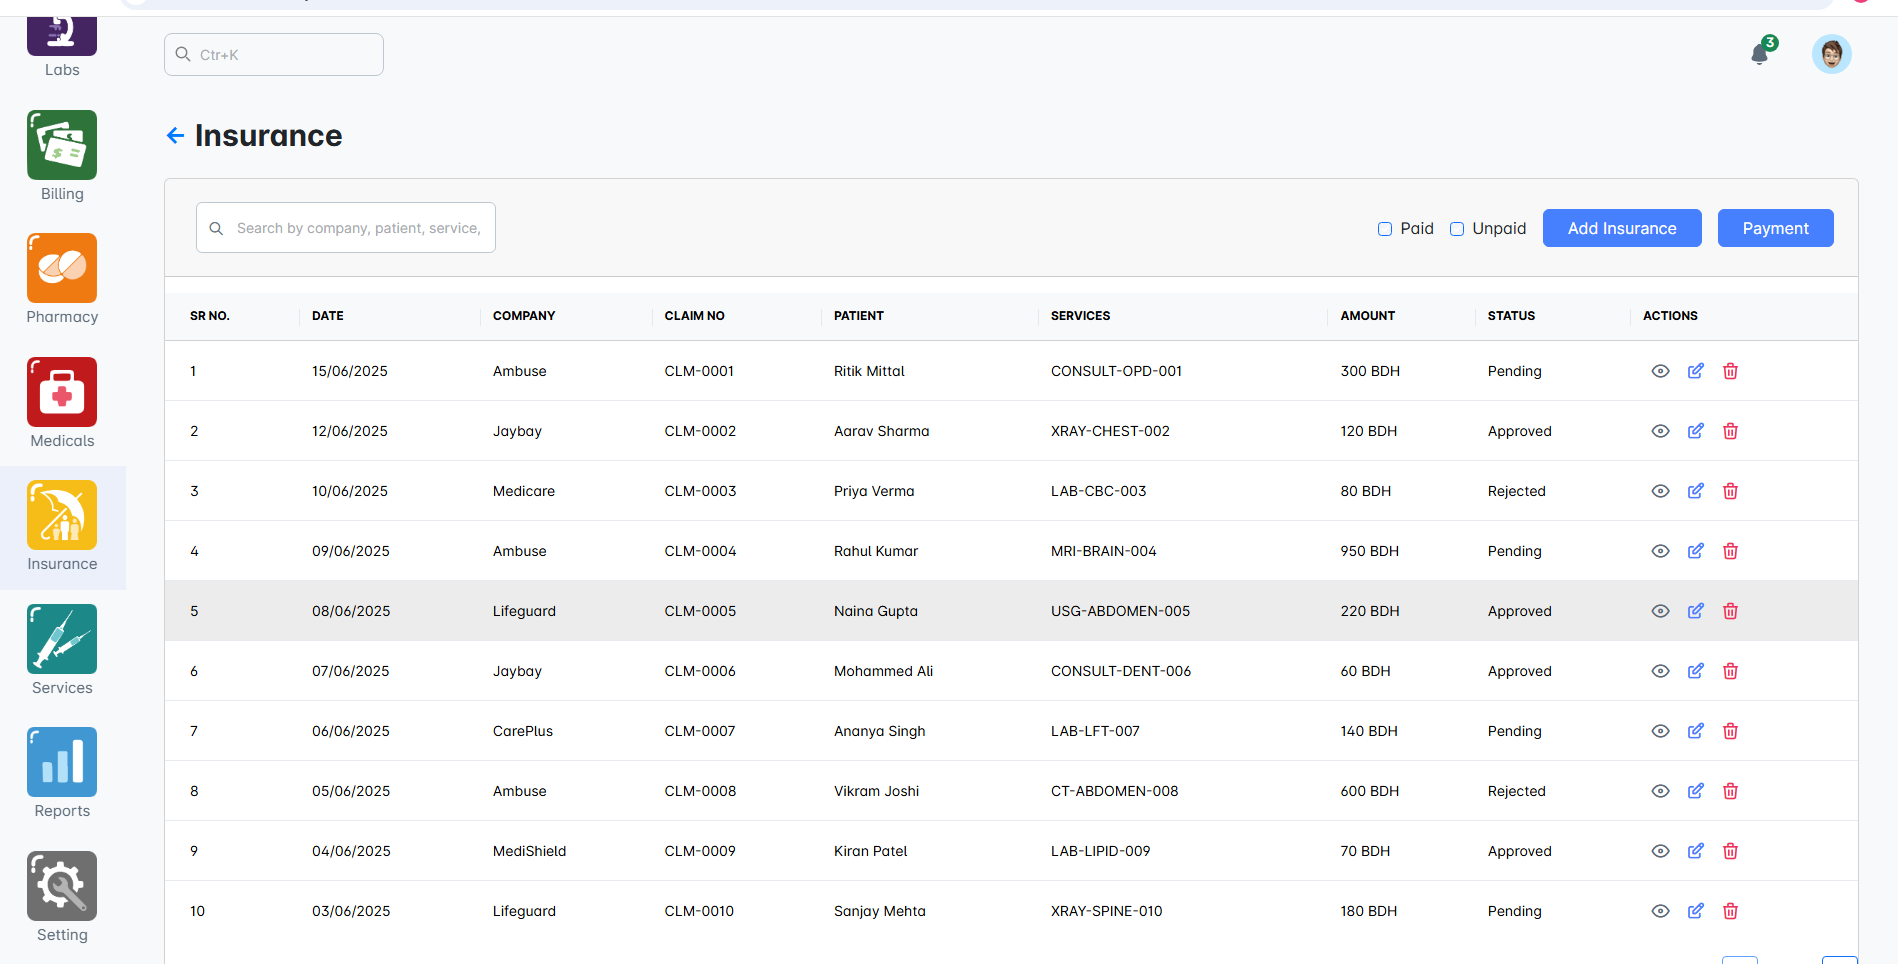 Labs
Ctr+K
3
Billing
Insurance
Search by company, patient, service,
Paid
Unpaid
Add Insurance
Payment
Pharmacy
Medicals
Insurance
Services
Reports
Setting
SR NO. DATE COMPANY CLAIM NO PATIENT SERVICES AMOUNT STATUS ACTIONS
1 15/06/2025 Ambuse CLM-0001 Ritik Mittal CONSULT-OPD-001 300 BDH Pending
2 12/06/2025 Jaybay CLM-0002 Aarav Sharma XRAY-CHEST-002 120 BDH Approved
3 10/06/2025 Medicare CLM-0003 Priya Verma LAB-CBC-003 80 BDH Rejected
4 09/06/2025 Ambuse CLM-0004 Rahul Kumar MRI-BRAIN-004 950 BDH Pending
5 08/06/2025 Lifeguard CLM-0005 Naina Gupta USG-ABDOMEN-005 220 BDH Approved
6 07/06/2025 Jaybay CLM-0006 Mohammed Ali CONSULT-DENT-006 60 BDH Approved
7 06/06/2025 CarePlus CLM-0007 Ananya Singh LAB-LFT-007 140 BDH Pending
8 05/06/2025 Ambuse CLM-0008 Vikram Joshi CT-ABDOMEN-008 600 BDH Rejected
9 04/06/2025 MediShield CLM-0009 Kiran Patel LAB-LIPID-009 70 BDH Approved
10 03/06/2025 Lifeguard CLM-0010 Sanjay Mehta XRAY-SPINE-010 180 BDH Pending